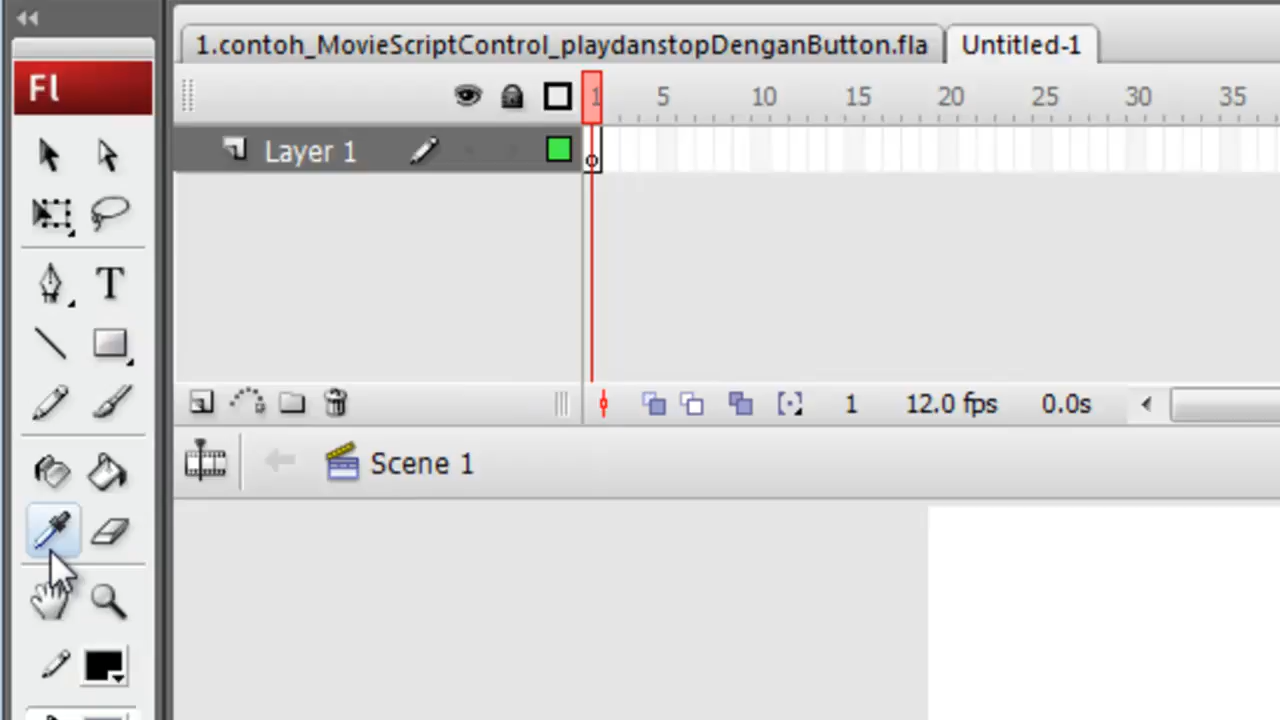 1.contoh_MovieScriptControl_playdanstopDenganButton.fla Untitled-1
Fl
1 5 10 15 20 25 30 35
Layer 1
T
1 12.0 fps 0.0s
Scene 1